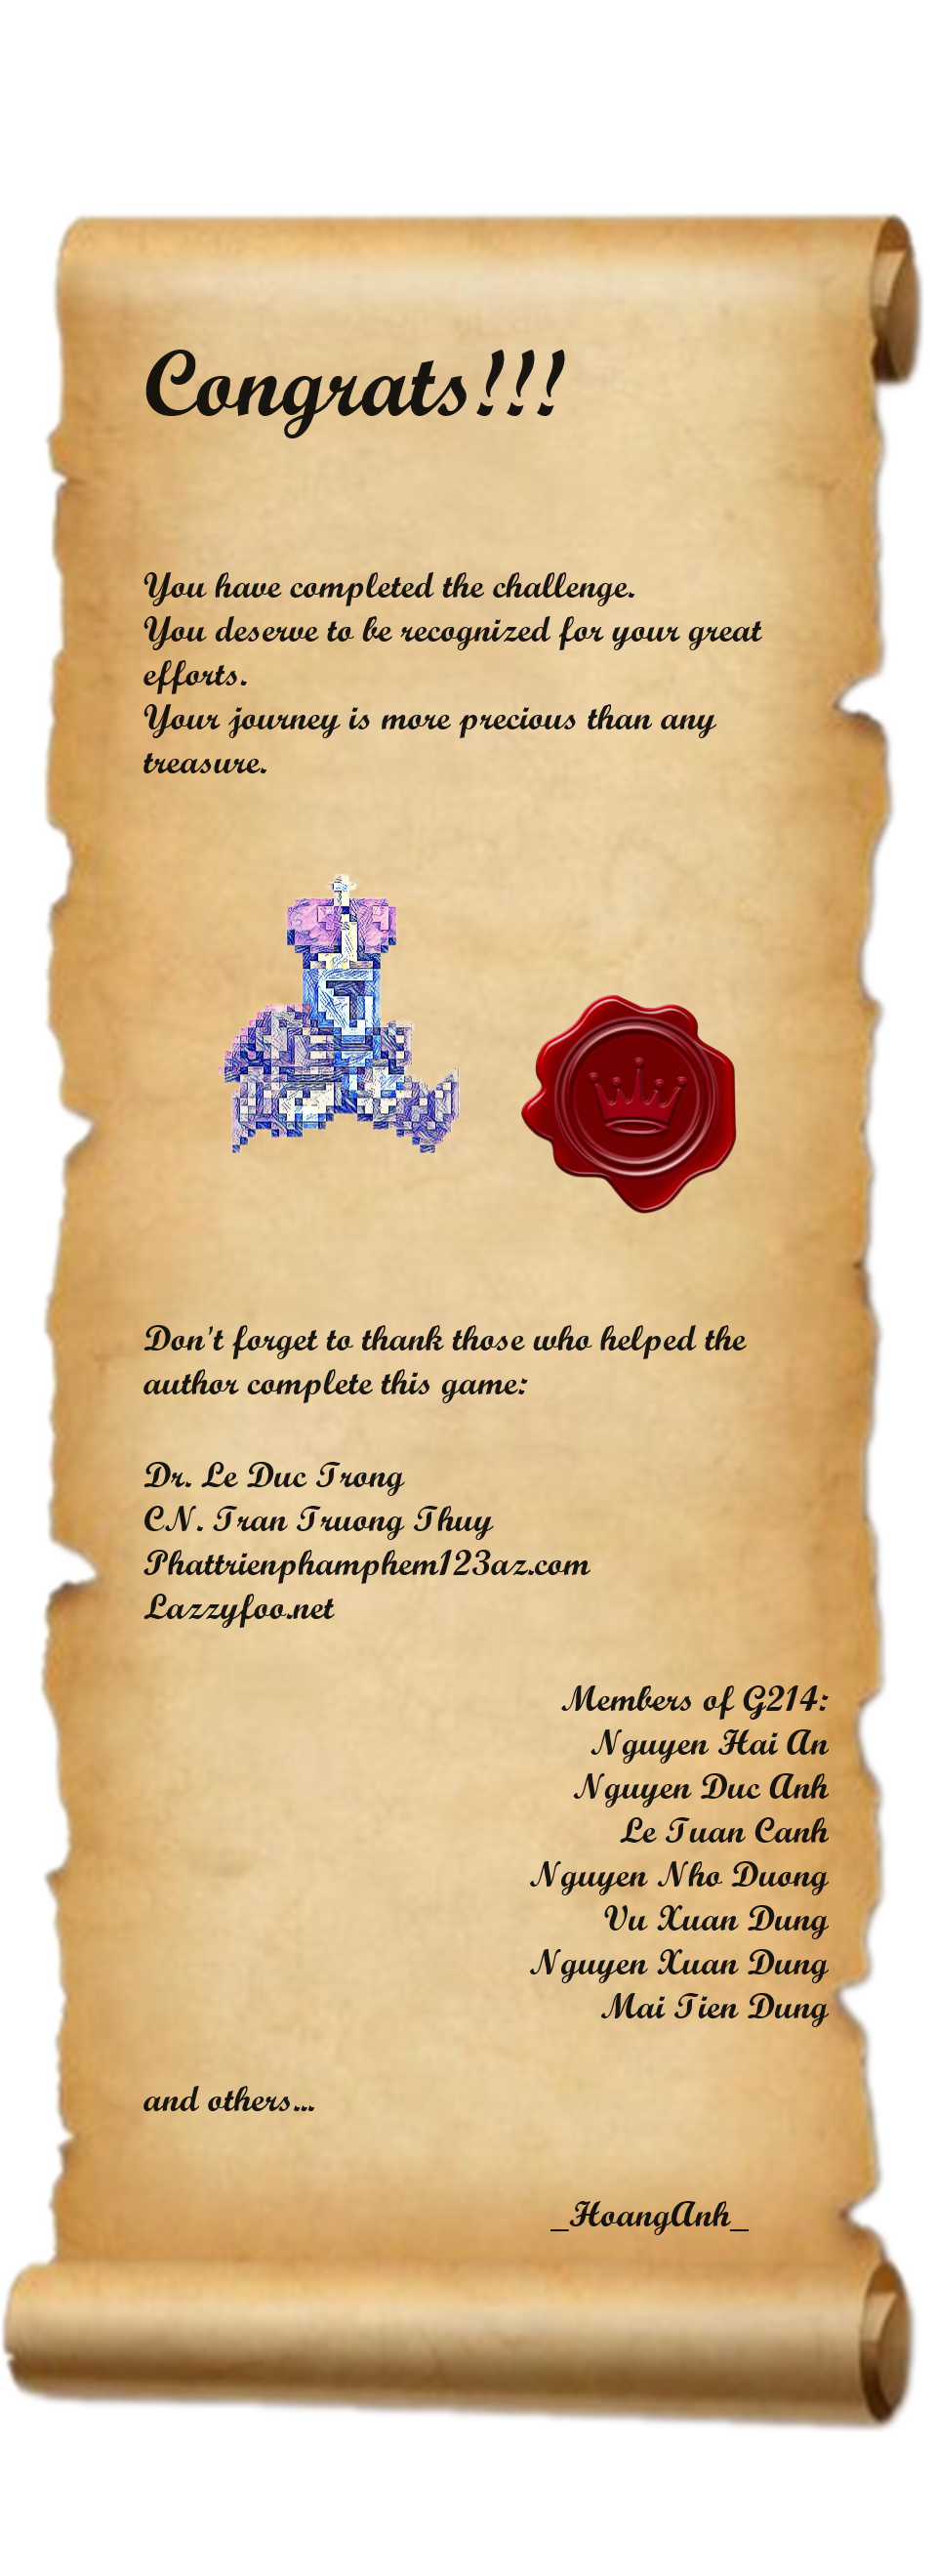 Congrats!!!
You have completed the challenge.
You deserve to be recognized for your great
efforts.
Your journey is more precious than any
treasure.
Don't forget to thank those who helped the
author complete this game:
Dr. Le Duc Trong
CN. Tran Truong Thuy
Phattrienphamphem123az.com
Lazzyfoo.net
Members of G214:
Nguyen Hai An
Nguyen Duc Anh
Le Tuan Canh
Nguyen Nho Duong
Vu Xuan Dung
Nguyen Xuan Dung
Mai Tien Dung
and others...
_HoangAnh_